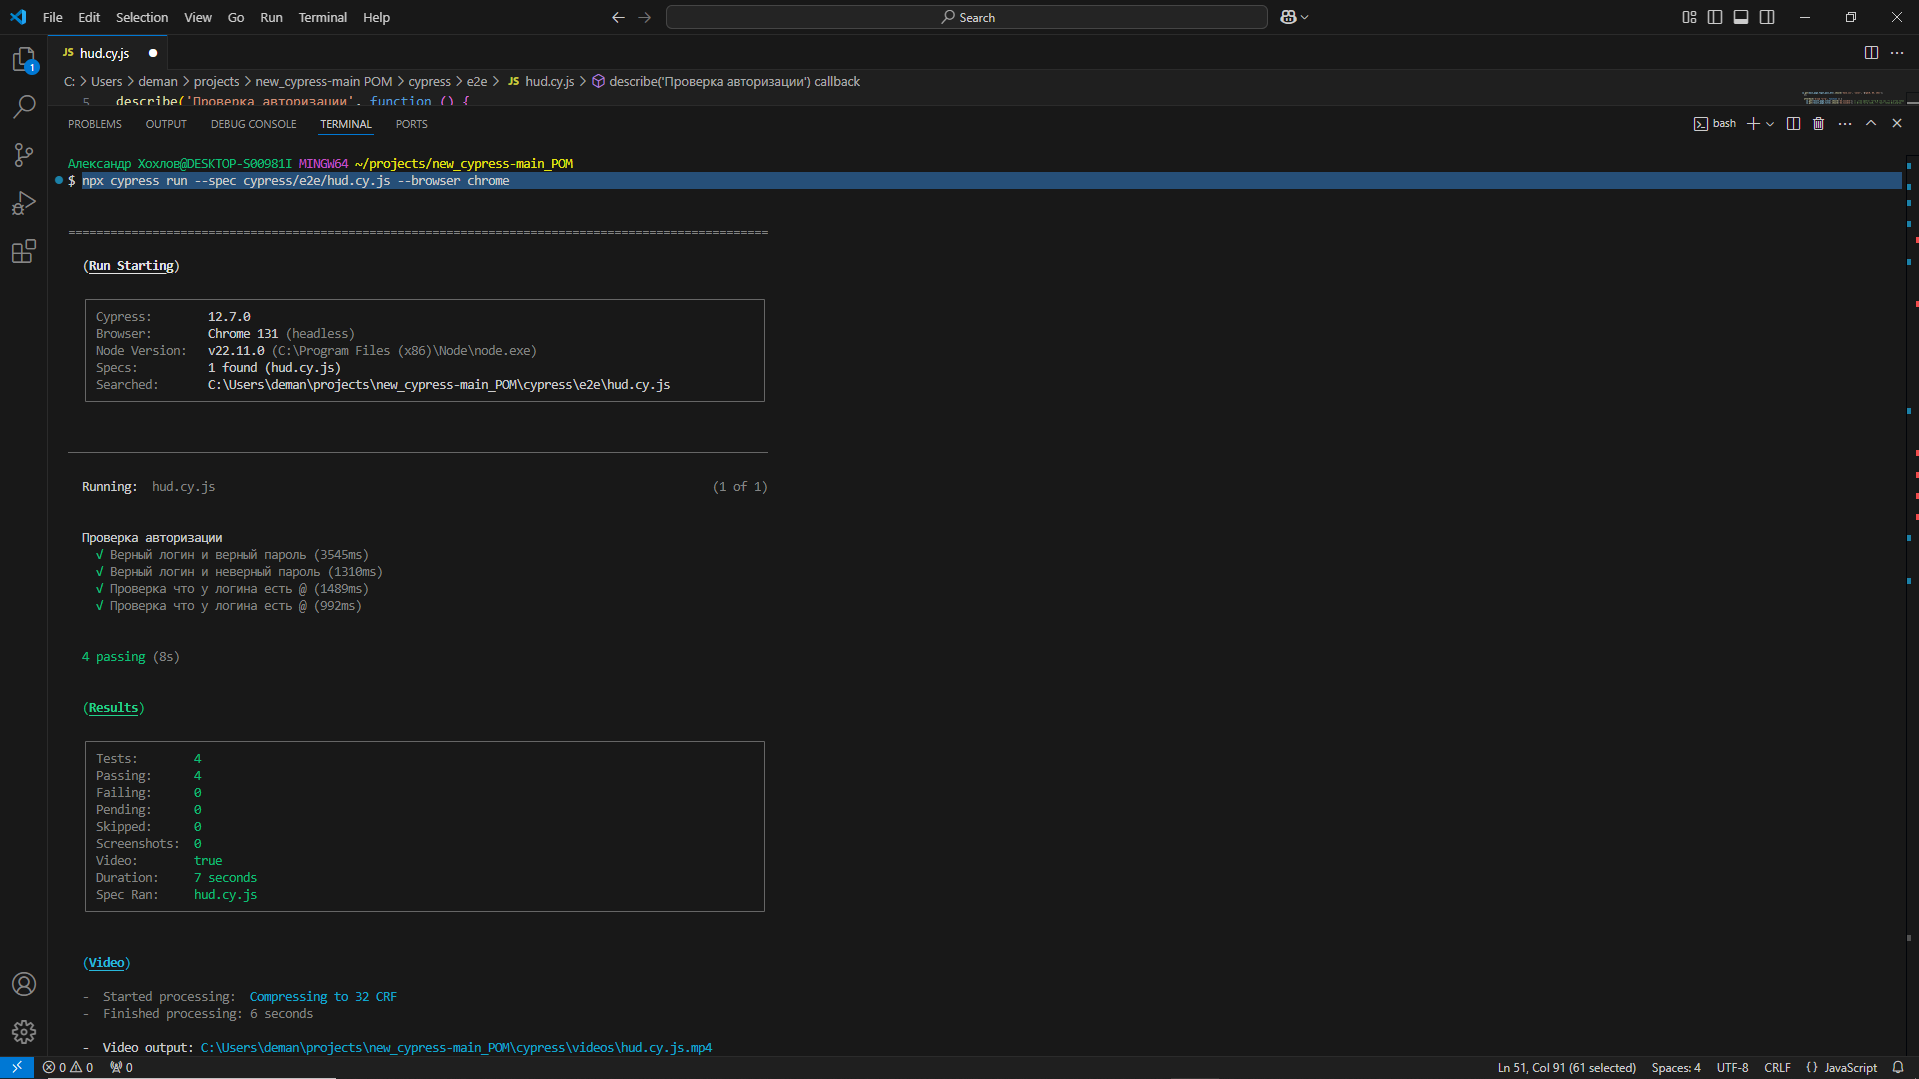 File Edit Selection View Go Run Terminal Help
Search
JS hud.cy.js
1
C: > Users > deman > projects > new_cypress-main POM > cypress > e2e > JS hud.cy.js > describe('Проверка авторизации') callback
5 describe('Проверка авторизации', function () {
PROBLEMS OUTPUT DEBUG CONSOLE TERMINAL PORTS
bash
Александр Хохлов@DESKTOP-S00981I MINGW64 ~/projects/new_cypress-main_POM
$ npx cypress run --spec cypress/e2e/hud.cy.js --browser chrome
====================================================================================================
(Run Starting)
Cypress: 12.7.0
Browser: Chrome 131 (headless)
Node Version: v22.11.0 (C:\Program Files (x86)\Node\node.exe)
Specs: 1 found (hud.cy.js)
Searched: C:\Users\deman\projects\new_cypress-main_POM\cypress\e2e\hud.cy.js
Running: hud.cy.js (1 of 1)
Проверка авторизации
√ Верный логин и верный пароль (3545ms)
√ Верный логин и неверный пароль (1310ms)
√ Проверка что у логина есть @ (1489ms)
√ Проверка что у логина есть @ (992ms)
4 passing (8s)
(Results)
Tests: 4
Passing: 4
Failing: 0
Pending: 0
Skipped: 0
Screenshots: 0
Video: true
Duration: 7 seconds
Spec Ran: hud.cy.js
(Video)
- Started processing: Compressing to 32 CRF
- Finished processing: 6 seconds
- Video output: C:\Users\deman\projects\new_cypress-main_POM\cypress\videos\hud.cy.js.mp4
0 0 0 Ln 51, Col 91 (61 selected) Spaces: 4 UTF-8 CRLF {} JavaScript